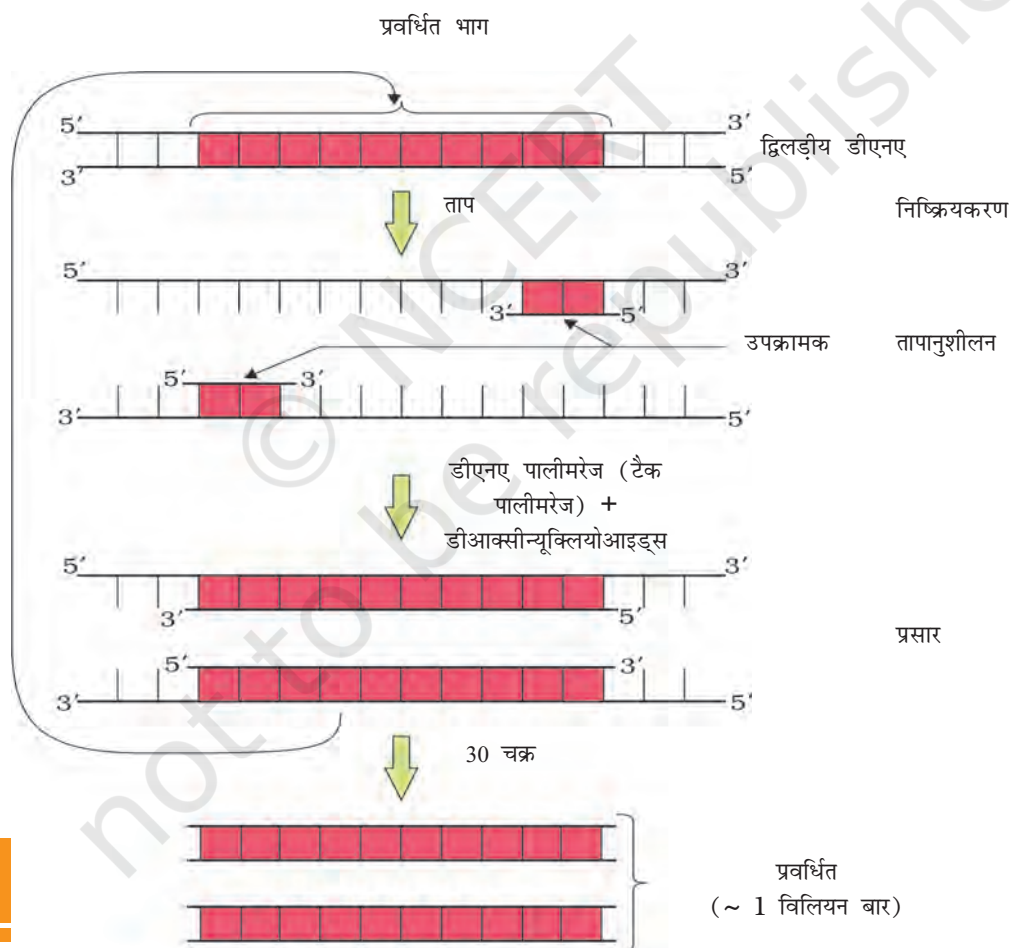 प्रवर्धित भाग
5′ 3′
3′ 5′
द्विलड़ीय डीएनए
ताप
निष्क्रियकरण
5′ 3′
3′ 5′
उपक्रामक
तापानुशीलन
5′ 3′
3′ 5′
डीएनए पालीमरेज (टैक
पालीमरेज) +
डीआक्सीन्यूक्लियोआइड्स
5′ 3′
3′ 5′
प्रसार
5′ 3′
3′ 5′
30 चक्र
प्रवर्धित
(~ 1 विलियन बार)
© NCERT
not to be republishe